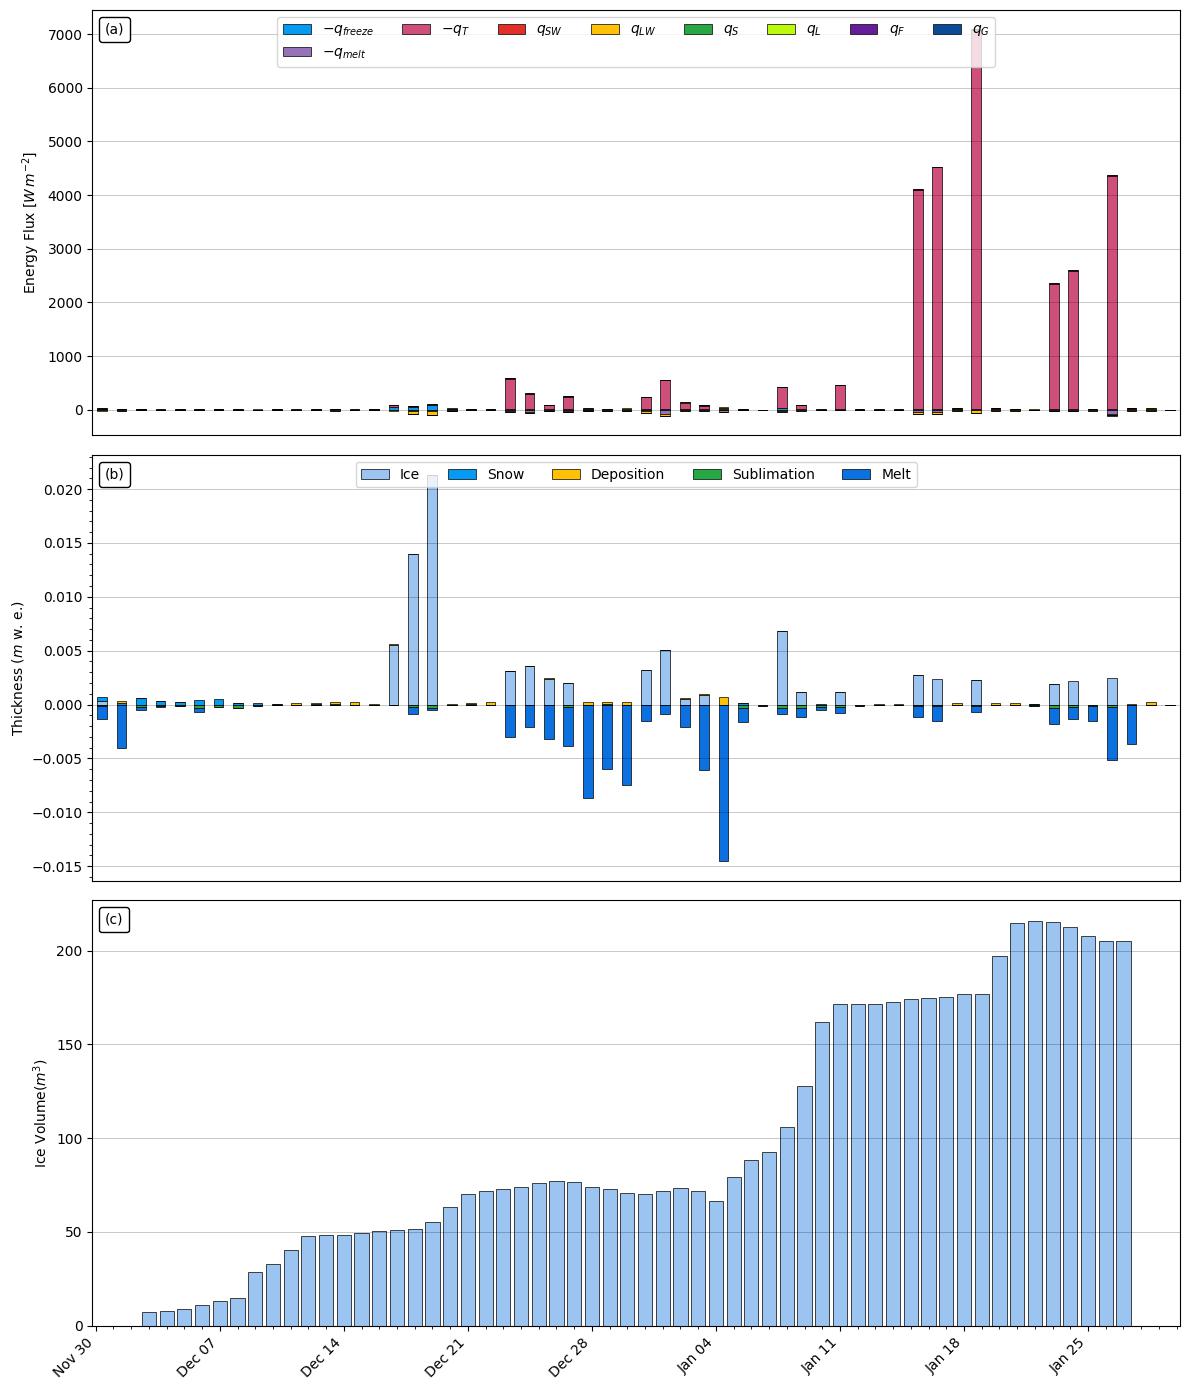 (a)
−q_freeze −q_T q_SW q_LW q_S q_L q_F q_G
−q_melt
7000
6000
5000
4000
3000
2000
1000
0
Energy Flux [W m⁻²]
(b)
Ice Snow Deposition Sublimation Melt
0.020
0.015
0.010
0.005
0.000
−0.005
−0.010
−0.015
Thickness (m w. e.)
(c)
200
150
100
50
0
Ice Volume(m³)
Nov 30 Dec 07 Dec 14 Dec 21 Dec 28 Jan 04 Jan 11 Jan 18 Jan 25